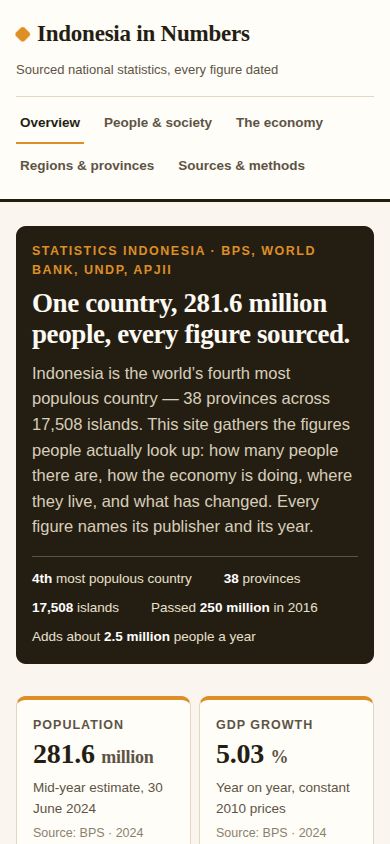 Indonesia in Numbers
Sourced national statistics, every figure dated
Overview People & society The economy
Regions & provinces Sources & methods
STATISTICS INDONESIA · BPS, WORLD
BANK, UNDP, APJII
One country, 281.6 million
people, every figure sourced.
Indonesia is the world's fourth most
populous country — 38 provinces across
17,508 islands. This site gathers the figures
people actually look up: how many people
there are, how the economy is doing, where
they live, and what has changed. Every
figure names its publisher and its year.
4th most populous country 38 provinces
17,508 islands Passed 250 million in 2016
Adds about 2.5 million people a year
POPULATION
281.6 million
Mid-year estimate, 30
June 2024
Source: BPS · 2024
GDP GROWTH
5.03 %
Year on year, constant
2010 prices
Source: BPS · 2024